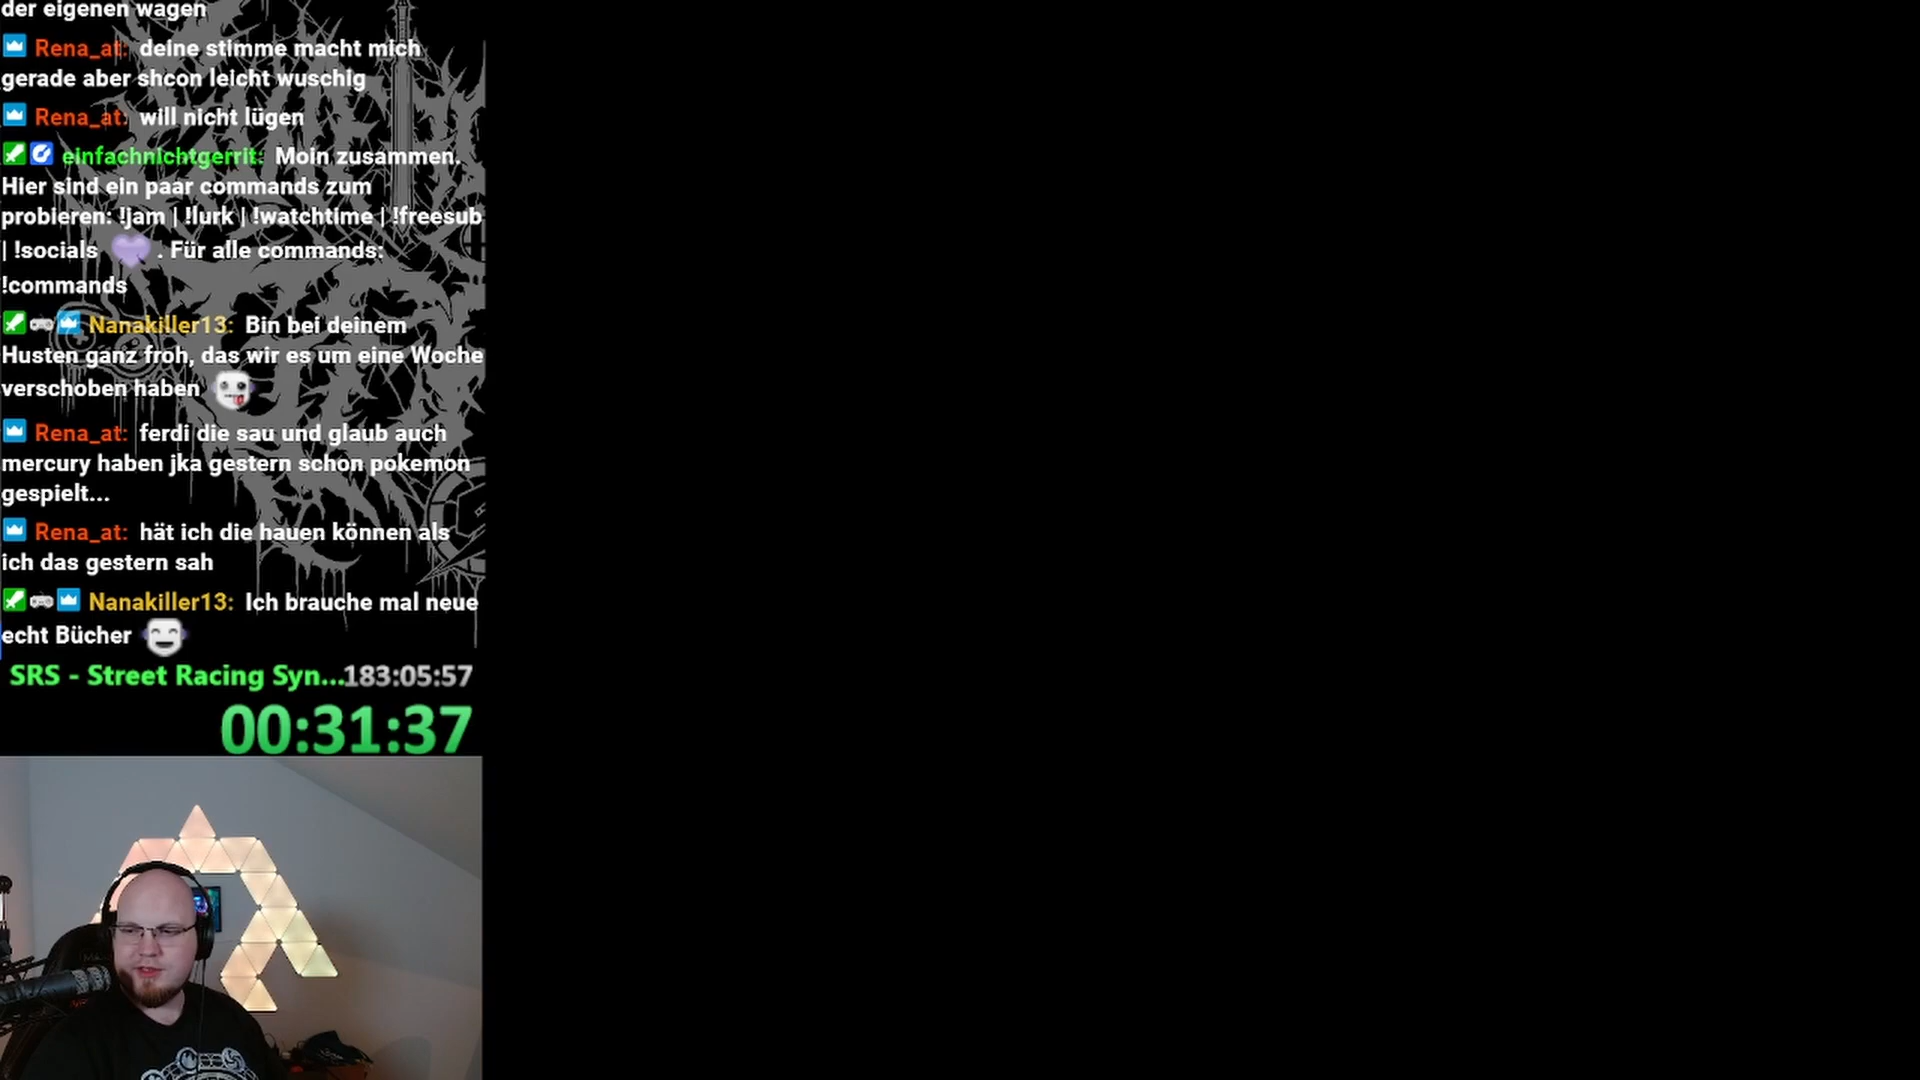 der eigenen wagen
Rena_at: deine stimme macht mich
gerade aber shcon leicht wuschig
Rena_at: will nicht lügen
einfachnichtgerrit: Moin zusammen.
Hier sind ein paar commands zum
probieren: !jam | !lurk | !watchtime | !freesub
| !socials . Für alle commands:
!commands
Nanakiller13: Bin bei deinem
Husten ganz froh, das wir es um eine Woche
verschoben haben
Rena_at: ferdi die sau und glaub auch
mercury haben jka gestern schon pokemon
gespielt...
Rena_at: hät ich die hauen können als
ich das gestern sah
Nanakiller13: Ich brauche mal neue
echt Bücher
SRS - Street Racing Syn...183:05:57
00:31:37